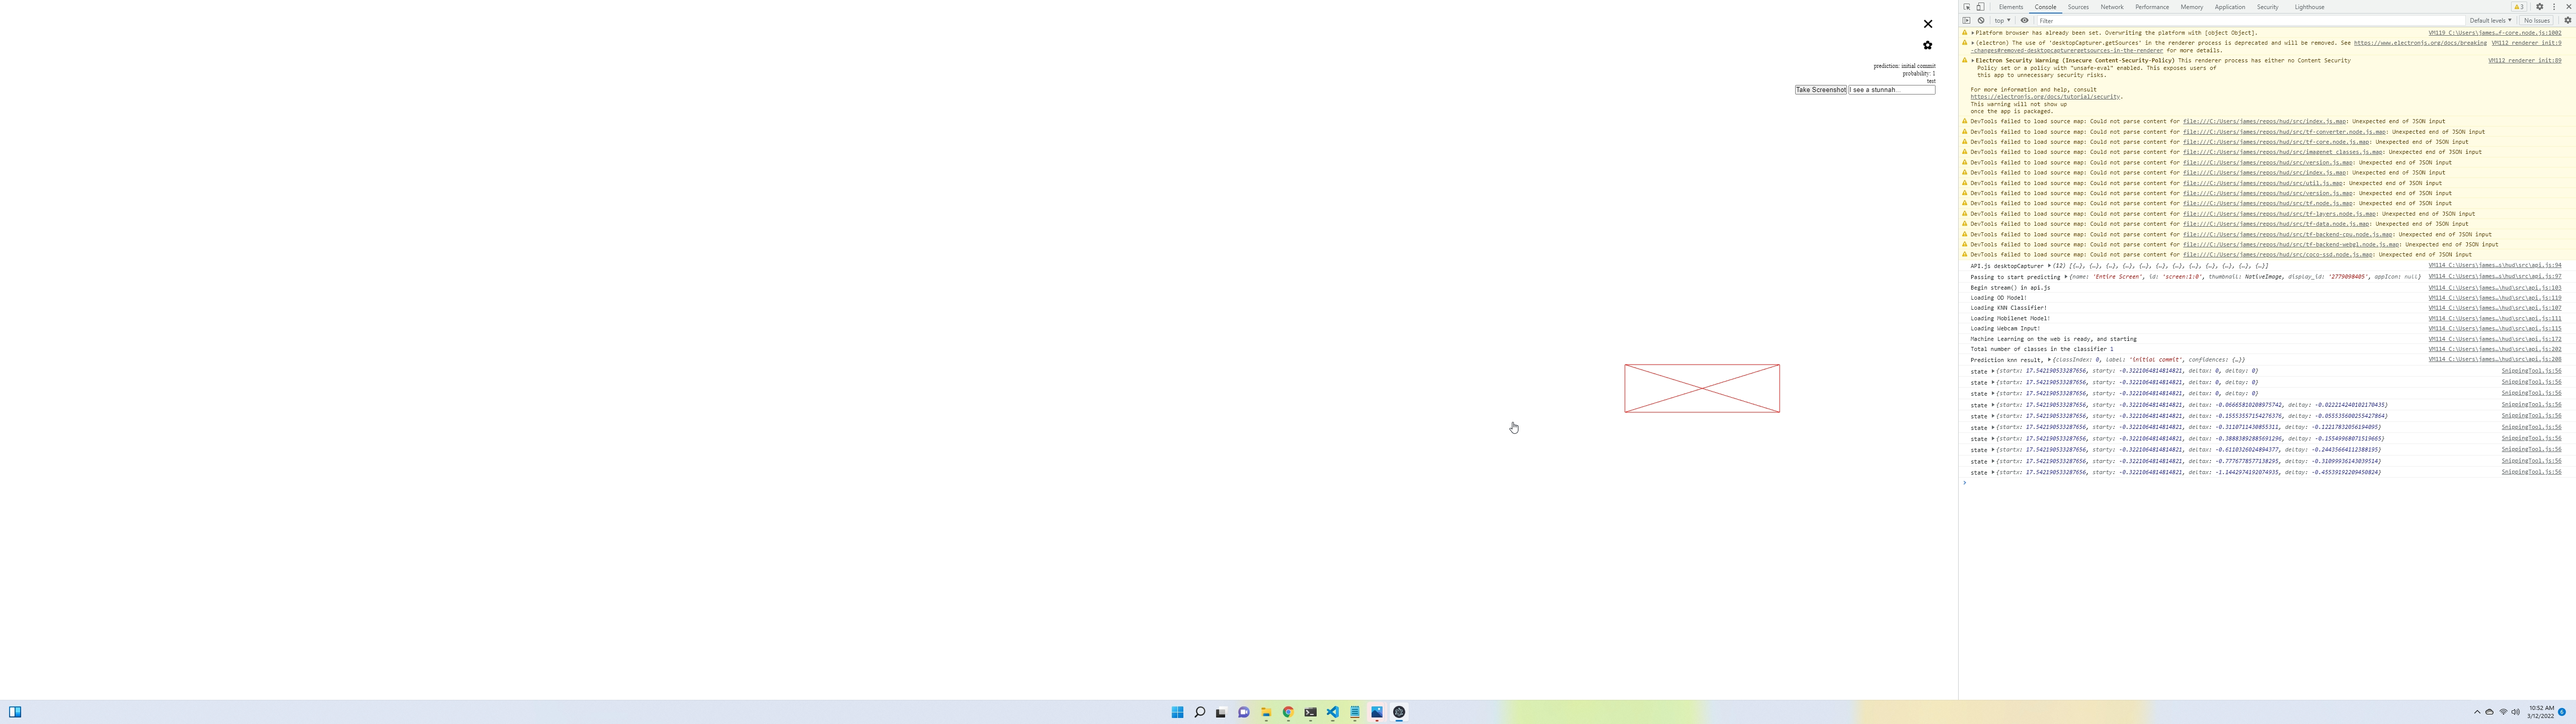 Elements Console Sources Network Performance Memory Application Security Lighthouse 3
top Filter Default levels No Issues
prediction: initial commit
probability: 1
test
Take Screenshot I see a stunnah...
Platform browser has already been set. Overwriting the platform with [object Object]. VM119 C:\Users\james…f-core.node.js:1002
(electron) The use of 'desktopCapturer.getSources' in the renderer process is deprecated and will be removed. See https://www.electronjs.org/docs/breaking VM112 renderer init:9
-changes#removed-desktopcapturergetsources-in-the-renderer for more details.
Electron Security Warning (Insecure Content-Security-Policy) This renderer process has either no Content Security VM112 renderer init:89
Policy set or a policy with "unsafe-eval" enabled. This exposes users of
this app to unnecessary security risks.
For more information and help, consult
https://electronjs.org/docs/tutorial/security.
This warning will not show up
once the app is packaged.
DevTools failed to load source map: Could not parse content for file:///C:/Users/james/repos/hud/src/index.js.map: Unexpected end of JSON input
DevTools failed to load source map: Could not parse content for file:///C:/Users/james/repos/hud/src/tf-converter.node.js.map: Unexpected end of JSON input
DevTools failed to load source map: Could not parse content for file:///C:/Users/james/repos/hud/src/tf-core.node.js.map: Unexpected end of JSON input
DevTools failed to load source map: Could not parse content for file:///C:/Users/james/repos/hud/src/imagenet_classes.js.map: Unexpected end of JSON input
DevTools failed to load source map: Could not parse content for file:///C:/Users/james/repos/hud/src/version.js.map: Unexpected end of JSON input
DevTools failed to load source map: Could not parse content for file:///C:/Users/james/repos/hud/src/index.js.map: Unexpected end of JSON input
DevTools failed to load source map: Could not parse content for file:///C:/Users/james/repos/hud/src/util.js.map: Unexpected end of JSON input
DevTools failed to load source map: Could not parse content for file:///C:/Users/james/repos/hud/src/version.js.map: Unexpected end of JSON input
DevTools failed to load source map: Could not parse content for file:///C:/Users/james/repos/hud/src/tf.node.js.map: Unexpected end of JSON input
DevTools failed to load source map: Could not parse content for file:///C:/Users/james/repos/hud/src/tf-layers.node.js.map: Unexpected end of JSON input
DevTools failed to load source map: Could not parse content for file:///C:/Users/james/repos/hud/src/tf-data.node.js.map: Unexpected end of JSON input
DevTools failed to load source map: Could not parse content for file:///C:/Users/james/repos/hud/src/tf-backend-cpu.node.js.map: Unexpected end of JSON input
DevTools failed to load source map: Could not parse content for file:///C:/Users/james/repos/hud/src/tf-backend-webgl.node.js.map: Unexpected end of JSON input
DevTools failed to load source map: Could not parse content for file:///C:/Users/james/repos/hud/src/coco-ssd.node.js.map: Unexpected end of JSON input
API.js desktopCapturer (12) [{…}, {…}, {…}, {…}, {…}, {…}, {…}, {…}, {…}, {…}, {…}, {…}] VM114 C:\Users\james…s\hud\src\api.js:94
Passing to start predicting {name: 'Entire Screen', id: 'screen:1:0', thumbnail: NativeImage, display_id: '2779098405', appIcon: null} VM114 C:\Users\james…s\hud\src\api.js:97
Begin stream() in api.js VM114 C:\Users\james…\hud\src\api.js:103
Loading OD Model! VM114 C:\Users\james…\hud\src\api.js:119
Loading KNN Classifier! VM114 C:\Users\james…\hud\src\api.js:107
Loading Mobilenet Model! VM114 C:\Users\james…\hud\src\api.js:111
Loading Webcam Input! VM114 C:\Users\james…\hud\src\api.js:115
Machine Learning on the web is ready, and starting VM114 C:\Users\james…\hud\src\api.js:172
Total number of classes in the classifier 1 VM114 C:\Users\james…\hud\src\api.js:202
Prediction knn result, {classIndex: 0, label: 'initial commit', confidences: {…}} VM114 C:\Users\james…\hud\src\api.js:208
state {startx: 17.542190533287656, starty: -0.3221064814814821, deltax: 0, deltay: 0} SnippingTool.js:56
state {startx: 17.542190533287656, starty: -0.3221064814814821, deltax: 0, deltay: 0} SnippingTool.js:56
state {startx: 17.542190533287656, starty: -0.3221064814814821, deltax: 0, deltay: 0} SnippingTool.js:56
state {startx: 17.542190533287656, starty: -0.3221064814814821, deltax: -0.06665810208975742, deltay: -0.022214240102170435} SnippingTool.js:56
state {startx: 17.542190533287656, starty: -0.3221064814814821, deltax: -0.15553557154276376, deltay: -0.055535600255427864} SnippingTool.js:56
state {startx: 17.542190533287656, starty: -0.3221064814814821, deltax: -0.3110711430855311, deltay: -0.12217832056194095} SnippingTool.js:56
state {startx: 17.542190533287656, starty: -0.3221064814814821, deltax: -0.38883892885691296, deltay: -0.15549968071519665} SnippingTool.js:56
state {startx: 17.542190533287656, starty: -0.3221064814814821, deltax: -0.6110326024894377, deltay: -0.24435664112388195} SnippingTool.js:56
state {startx: 17.542190533287656, starty: -0.3221064814814821, deltax: -0.7776778577138295, deltay: -0.31099936143039514} SnippingTool.js:56
state {startx: 17.542190533287656, starty: -0.3221064814814821, deltax: -1.1442974192074935, deltay: -0.45539192209450824} SnippingTool.js:56
10:52 AM
3/12/2022